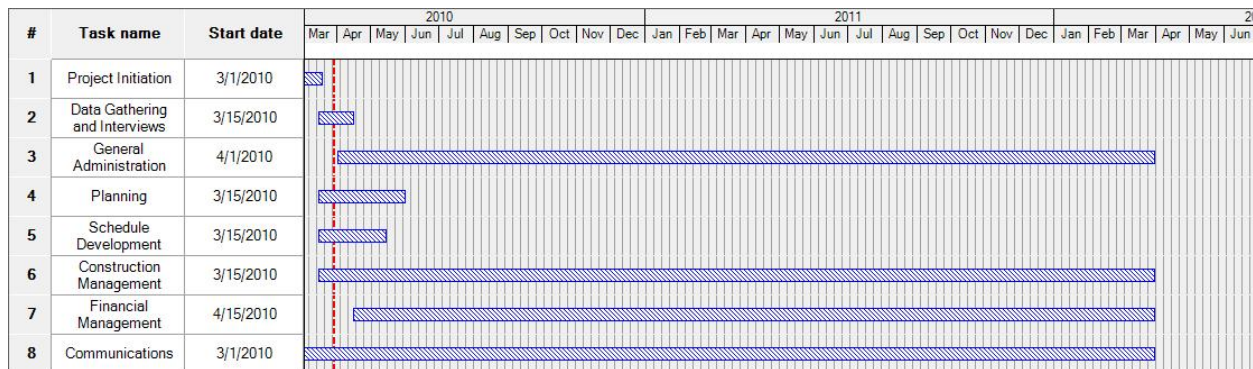 2010 2011 2
# Task name Start date Mar Apr May Jun Jul Aug Sep Oct Nov Dec Jan Feb Mar Apr May Jun Jul Aug Sep Oct Nov Dec Jan Feb Mar Apr May Jun
1 Project Initiation 3/1/2010
2 Data Gathering
and Interviews 3/15/2010
3 General
Administration 4/1/2010
4 Planning 3/15/2010
5 Schedule
Development 3/15/2010
6 Construction
Management 3/15/2010
7 Financial
Management 4/15/2010
8 Communications 3/1/2010